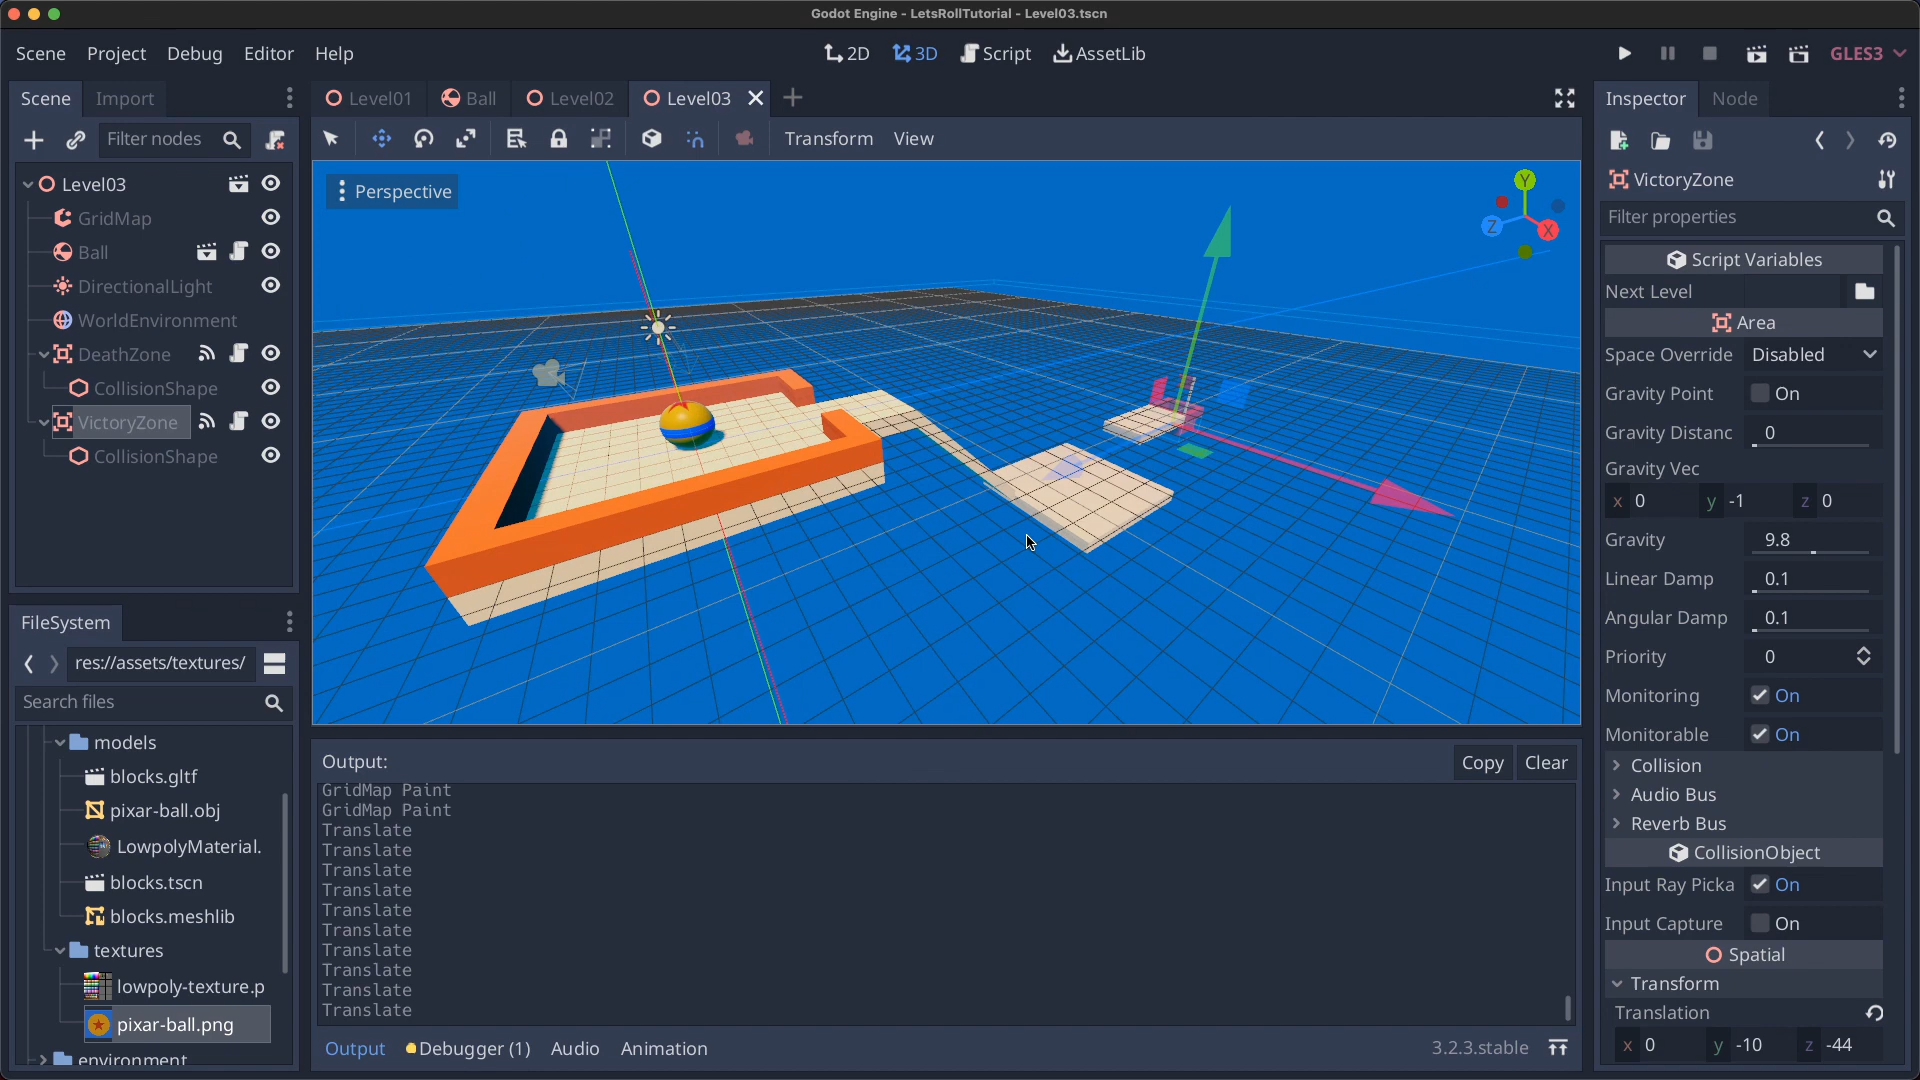 Godot Engine - LetsRollTutorial - Level03.tscn
Scene Project Debug Editor Help
2D 3D Script AssetLib
GLES3
Scene Import
Filter nodes
Level03
GridMap
Ball
DirectionalLight
WorldEnvironment
DeathZone
CollisionShape
VictoryZone
CollisionShape
FileSystem
res://assets/textures/
Search files
models
blocks.gltf
pixar-ball.obj
LowpolyMaterial.
blocks.tscn
blocks.meshlib
textures
lowpoly-texture.p
pixar-ball.png
environment
Level01 Ball Level02 Level03
Transform View
Perspective
Y
Z
X
Output:
Copy Clear
GridMap Paint
GridMap Paint
Translate
Translate
Translate
Translate
Translate
Translate
Translate
Translate
Translate
Translate
Output Debugger (1) Audio Animation
3.2.3.stable
Inspector Node
VictoryZone
Filter properties
Script Variables
Next Level
Area
Space Override Disabled
Gravity Point On
Gravity Distanc 0
Gravity Vec
x 0 y -1 z 0
Gravity 9.8
Linear Damp 0.1
Angular Damp 0.1
Priority 0
Monitoring On
Monitorable On
Collision
Audio Bus
Reverb Bus
CollisionObject
Input Ray Picka On
Input Capture On
Spatial
Transform
Translation
x 0 y -10 z -44